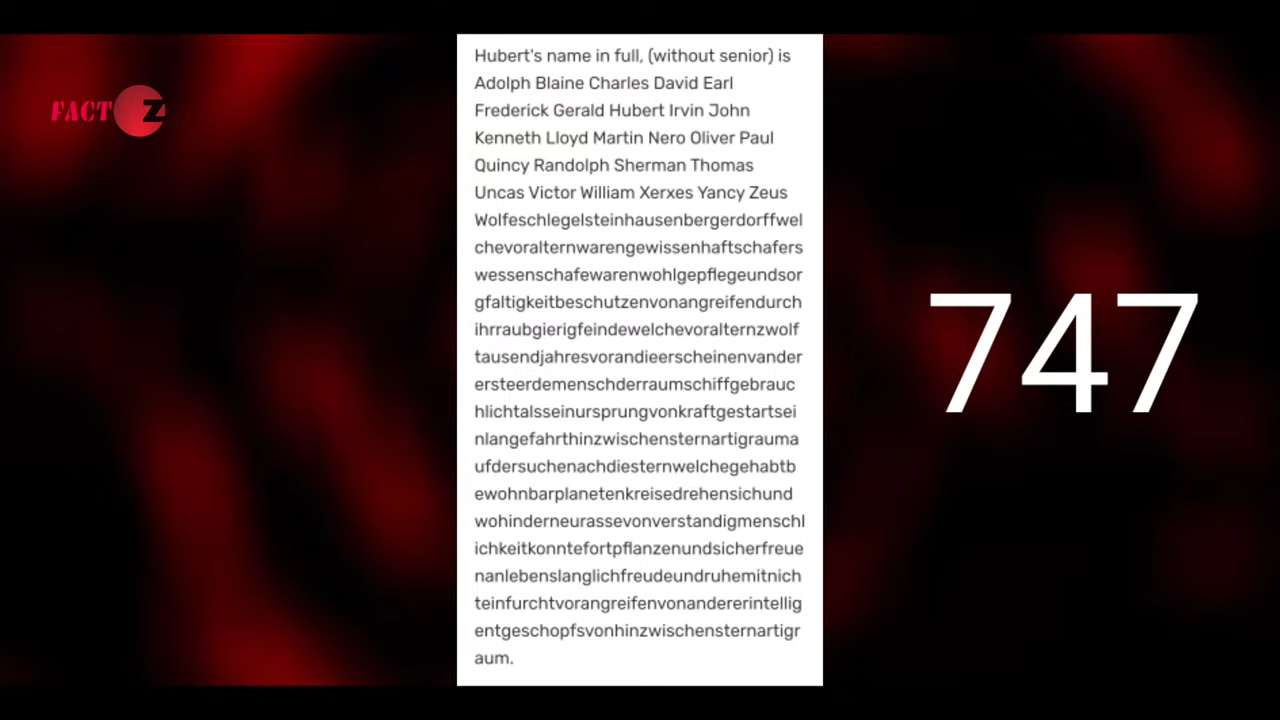 FACT Z
Hubert's name in full, (without senior) is
Adolph Blaine Charles David Earl
Frederick Gerald Hubert Irvin John
Kenneth Lloyd Martin Nero Oliver Paul
Quincy Randolph Sherman Thomas
Uncas Victor William Xerxes Yancy Zeus
Wolfeschlegelsteinhausenbergerdorffwel
chevoralternwarengewissenhaftschafers
wessenschafewarenwohlgepflegeundsor
gfaltigkeitbeschutzenvonangreifendurch
ihrraubgierigfeindewelchevoralternzwolf
tausendjahresvorandieerscheinenvander
ersteerdemenschderraumschiffgebrauc
hlichtalsseinursprungvonkraftgestartsei
nlangefahrthinzwischensternartigrauma
ufdersuchenachdiesternwelchegehabtb
ewohnbarplanetenkreisedrehensichund
wohinderneurassevonverstandigmenschl
ichkeitkonntefortpflanzenundsicherfreue
nanlebenslanglichfreudeundruhemitnich
teinfurchtvorangreifenvonandererintellig
entgeschopfsvonhinzwischensternartigr
aum.
747